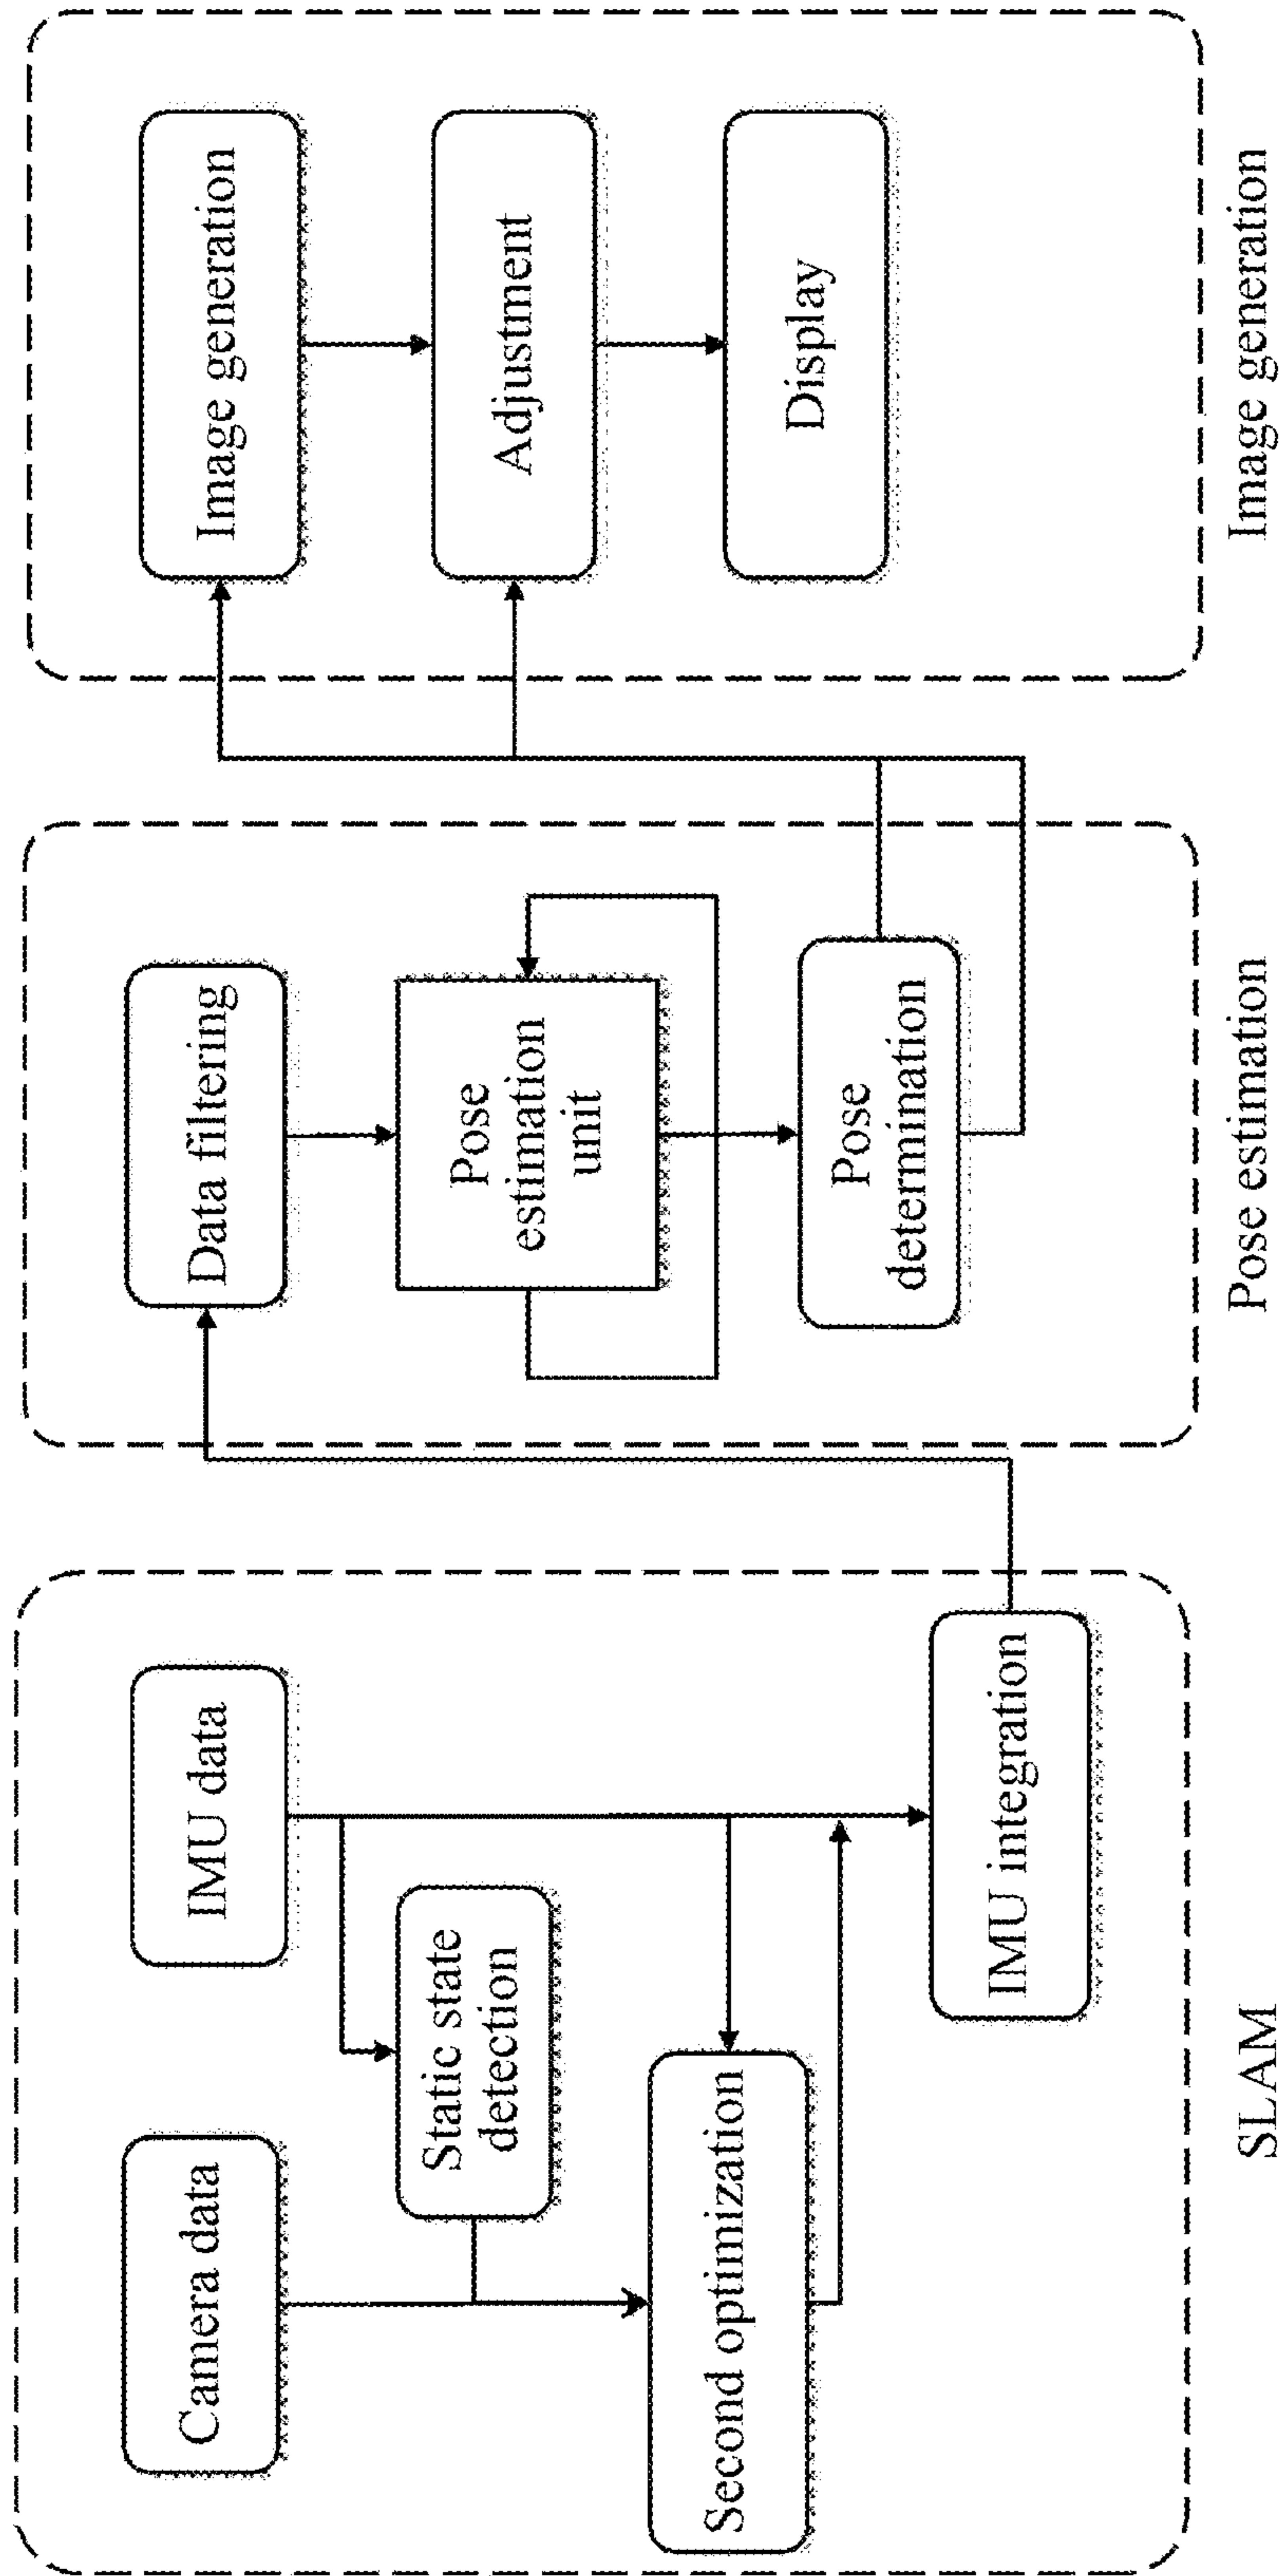 Camera data
IMU data
Static state
detection
Second optimization
IMU integration
SLAM
Data filtering
Pose
estimation
unit
Pose
determination
Pose estimation
Image generation
Adjustment
Display
Image generation